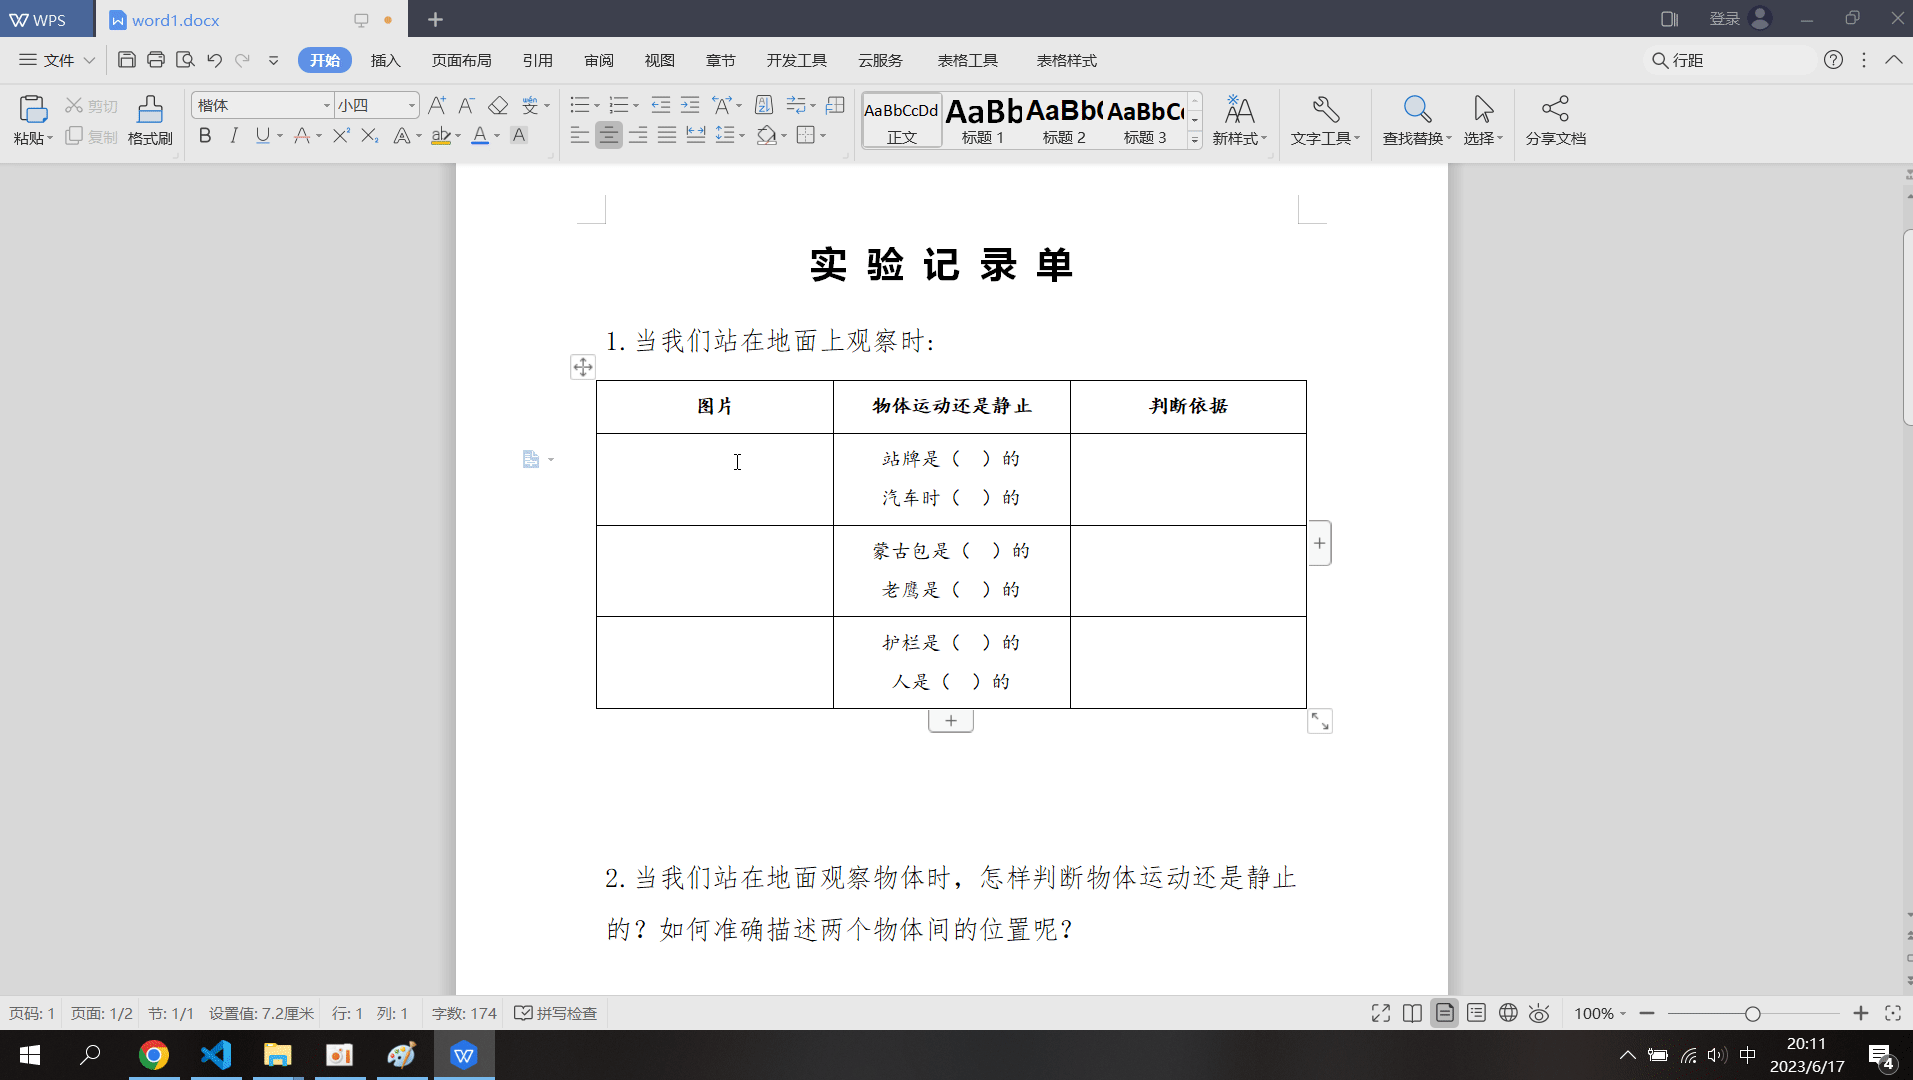 WPS word1.docx 登录
文件 开始 插入 页面布局 引用 审阅 视图 章节 开发工具 云服务 表格工具 表格样式 行距
粘贴 剪切 复制 格式刷 楷体 小四
AaBbCcDd AaBb AaBb( AaBbC(
正文 标题 1 标题 2 标题 3 新样式 文字工具 查找替换 选择 分享文档
实验记录单
1.当我们站在地面上观察时:
图片 物体运动还是静止 判断依据
站牌是（ ）的
汽车时（ ）的
蒙古包是（ ）的
老鹰是（ ）的
护栏是（ ）的
人是（ ）的
2.当我们站在地面观察物体时，怎样判断物体运动还是静止
的？如何准确描述两个物体间的位置呢？
页码: 1 页面: 1/2 节: 1/1 设置值: 7.2厘米 行: 1 列: 1 字数: 174 拼写检查 100%
中 20:11
2023/6/17 4